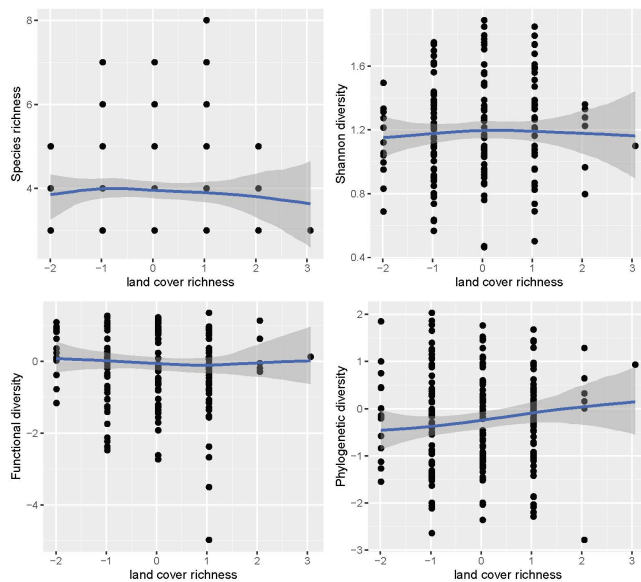 8
6
4
Species richness
−2 −1 0 1 2 3
land cover richness
1.6
1.2
0.8
0.4
Shannon diversity
−2 −1 0 1 2 3
land cover richness
0
−2
−4
Functional diversity
−2 −1 0 1 2 3
land cover richness
2
1
0
−1
−2
−3
Phylogenetic diversity
−2 −1 0 1 2 3
land cover richness